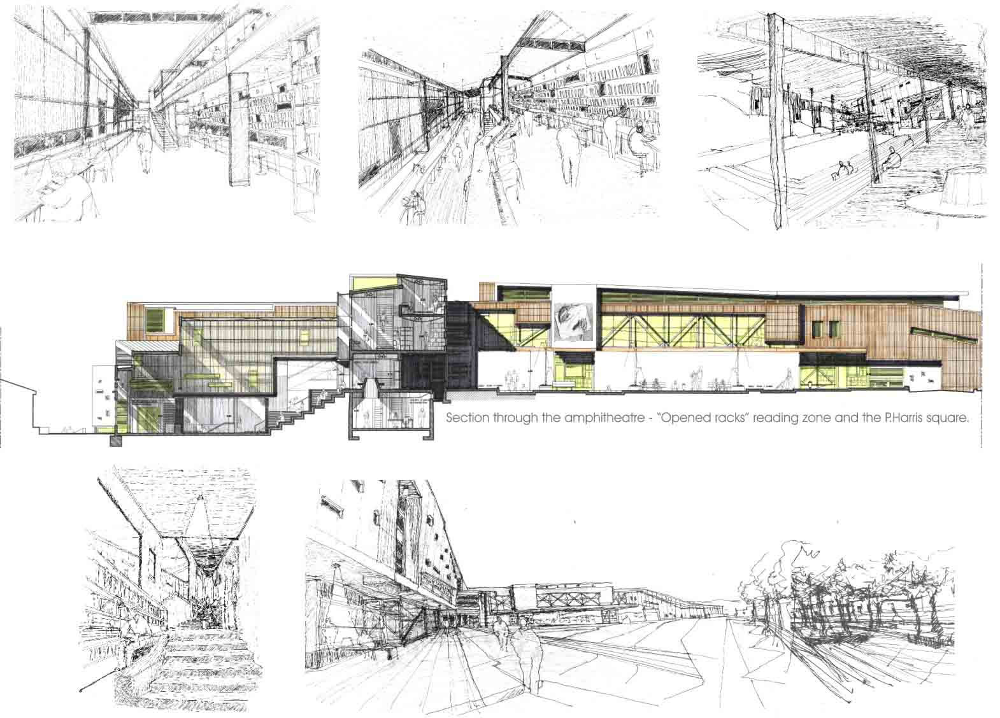 I J K L M
Section through the amphitheatre - "Opened racks" reading zone and the P.Harris square.